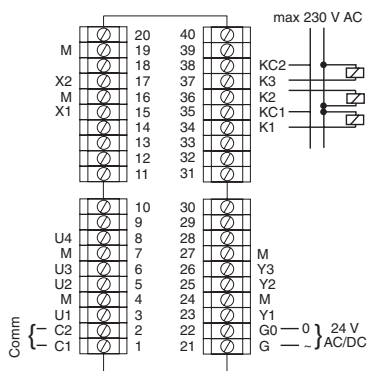 max 230 V AC
20 40
M 19 39
18 38 KC2
X2 17 37 K3
M 16 36 K2
X1 15 35 KC1
14 34 K1
13 33
12 32
11 31
10 30
9 29
U4 8 28
M 7 27 M
U3 6 26 Y3
U2 5 25 Y2
M 4 24 M
U1 3 23 Y1
Comm { C2 2 22 G0 0 } 24 V
C1 1 21 G ~ AC/DC